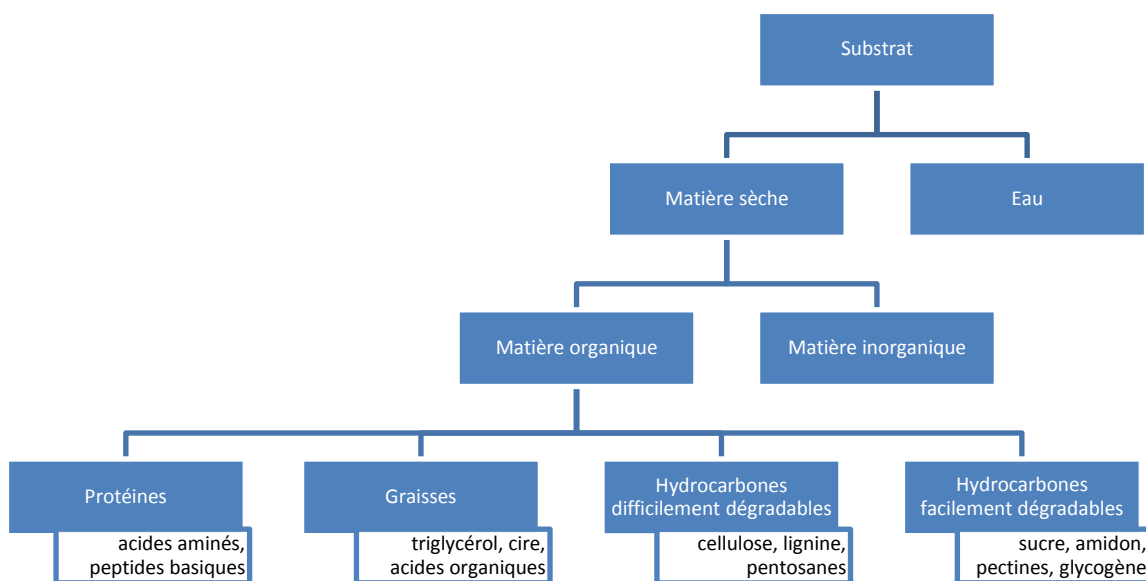 Substrat
Matière sèche
Eau
Matière organique
Matière inorganique
Protéines
acides aminés,
peptides basiques
Graisses
triglycérol, cire,
acides organiques
Hydrocarbones
difficilement dégradables
cellulose, lignine,
pentosanes
Hydrocarbones
facilement dégradables
sucre, amidon,
pectines, glycogène